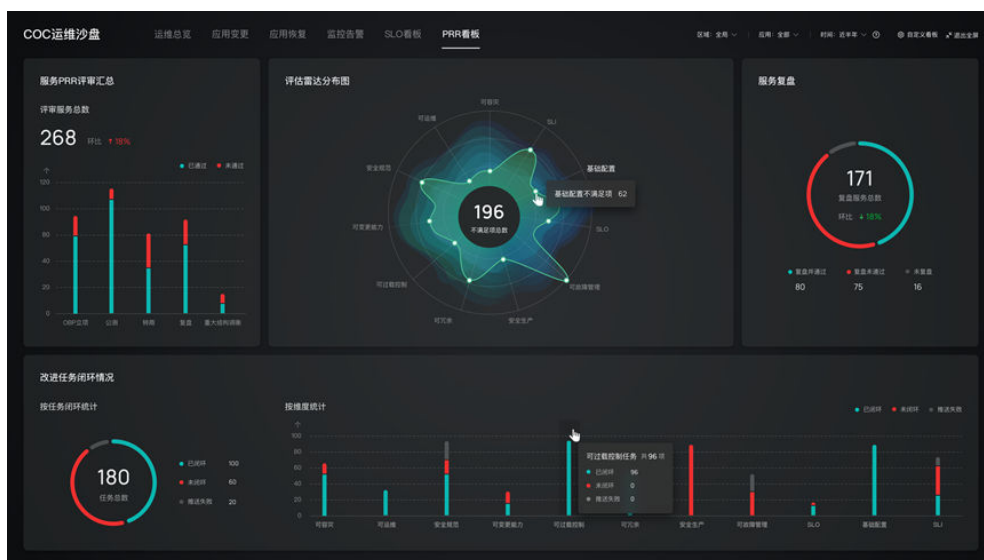 COC运维沙盘
运维总览 应用变更 应用恢复 监控告警 SLO看板 PRR看板
区域: 全局 应用: 全部 时间: 近半年 自定义看板 退出全屏
服务PRR评审汇总
评审服务总数
268 环比 ↑ 18%
个
已通过 未通过
120
100
80
60
40
20
0
OBP立项 公测 转商 复盘 重大结构调整
评估雷达分布图
可容灾
SLI
基础配置
基础配置不满足项 62
SLO
可故障管理
安全生产
可冗余
可过载控制
可变更能力
安全规范
可运维
196
不满足项总数
服务复盘
171
复盘服务总数
环比 ↓ 18%
复盘并通过 复盘未通过 未复盘
80 75 16
改进任务闭环情况
按任务闭环统计
180
任务总数
已闭环 100
未闭环 60
推送失败 20
按维度统计
个
已闭环 未闭环 推送失败
100
80
60
40
20
0
可过载控制任务 共 96 项
已闭环 96
未闭环 0
推送失败 0
可容灾 可运维 安全规范 可变更能力 可过载控制 可冗余 安全生产 可故障管理 SLO 基础配置 SLI